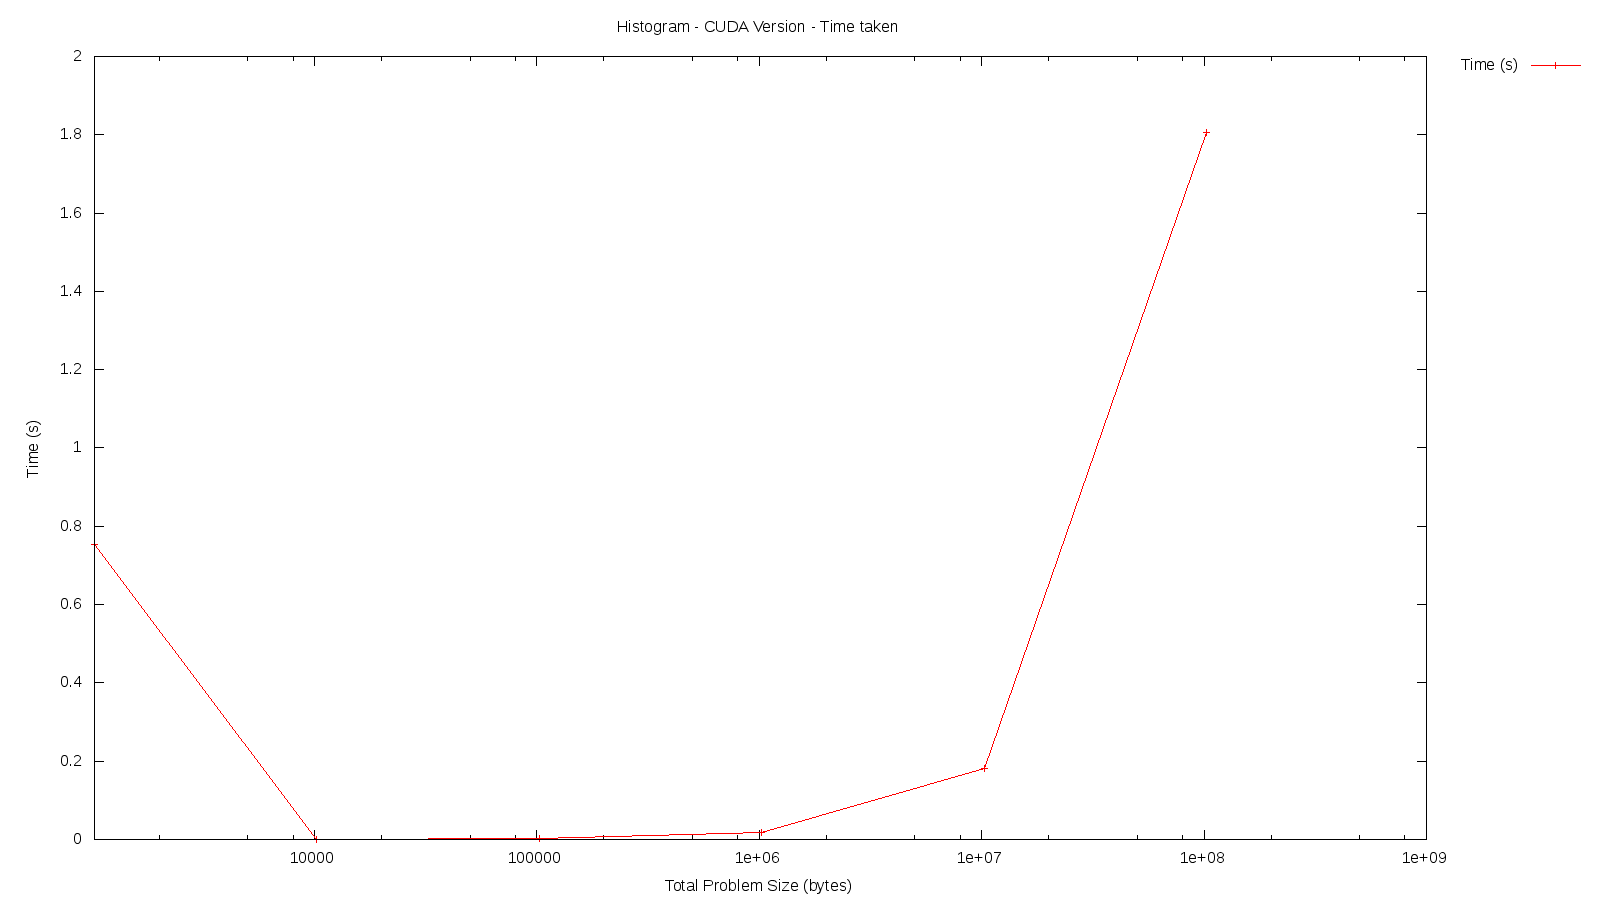 Histogram - CUDA Version - Time taken
Time (s)
2
1.8
1.6
1.4
1.2
1
0.8
0.6
0.4
0.2
0
Time (s)
10000 100000 1e+06 1e+07 1e+08 1e+09
Total Problem Size (bytes)